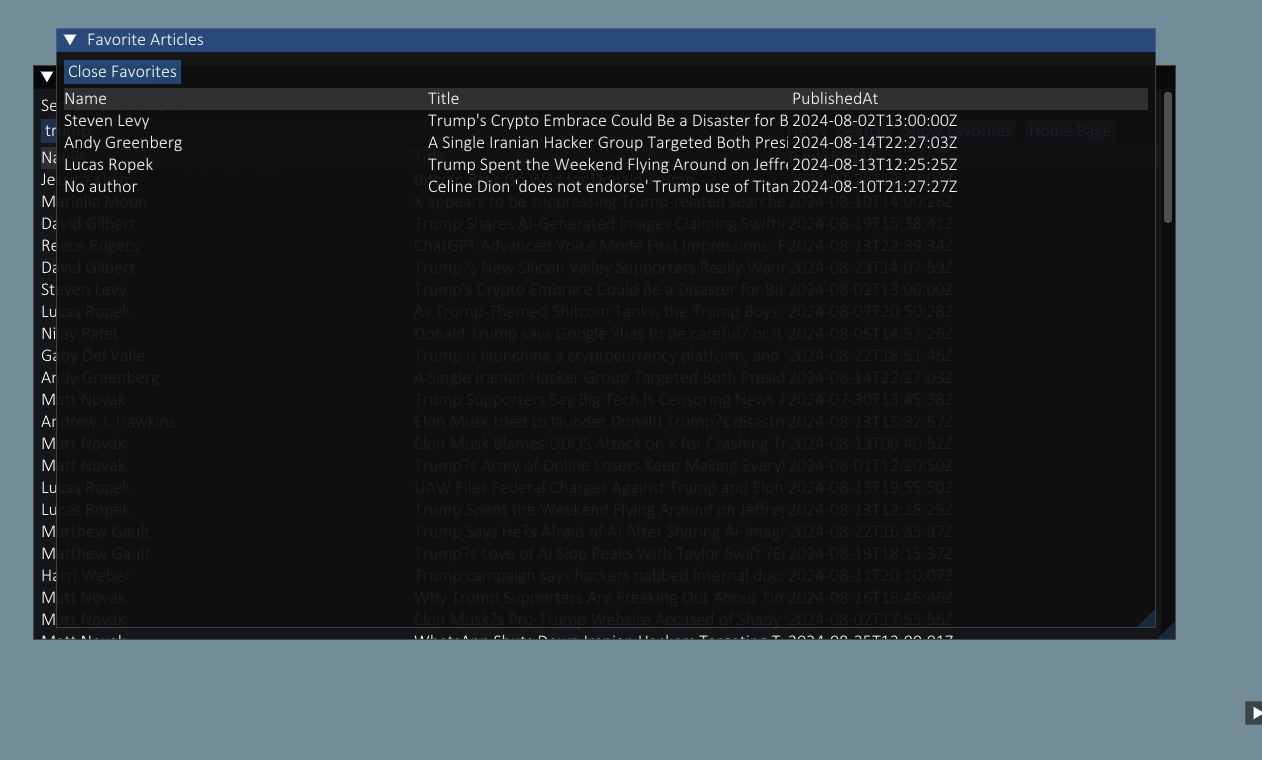 Favorite Articles
Close Favorites
Name Title PublishedAt
Steven Levy Trump's Crypto Embrace Could Be a Disaster for B 2024-08-02T13:00:00Z
Andy Greenberg A Single Iranian Hacker Group Targeted Both Presi 2024-08-14T22:27:03Z
Lucas Ropek Trump Spent the Weekend Flying Around on Jeffre 2024-08-13T12:25:25Z
No author Celine Dion 'does not endorse' Trump use of Titan 2024-08-10T21:27:27Z
Se
tr Favorites Home Page
Mariella Moon X appears to be suppressing Trump-related searche 2024-08-10T14:00:26Z
David Gilbert Trump Shares AI-Generated Images Claiming Swiftie 2024-08-19T15:38:41Z
Reece Rogers ChatGPT Advanced Voice Mode First Impressions: F 2024-08-13T22:39:34Z
David Gilbert Trump?s New Silicon Valley Supporters Really Want 2024-08-23T14:07:59Z
Steven Levy Trump's Crypto Embrace Could Be a Disaster for Bit 2024-08-02T13:00:00Z
Lucas Ropek As Trump-Themed Shitcoin Tanks, the Trump Boys 2024-08-07T20:50:28Z
Nilay Patel Donald Trump says Google ?has to be careful? or it 2024-08-05T14:57:26Z
Gaby Del Valle Trump is launching a cryptocurrency platform, and 2024-08-22T18:51:46Z
Andy Greenberg A Single Iranian Hacker Group Targeted Both Presid 2024-08-14T22:27:03Z
Matt Novak Trump Supporters Say Big Tech Is Censoring News A 2024-07-30T13:45:38Z
Andrew J. Hawkins Elon Musk tried to launder Donald Trump?s disastr 2024-08-13T15:32:57Z
Matt Novak Elon Musk Blames DDOS Attack on X for Crashing Tr 2024-08-13T00:40:52Z
Matt Novak Trump?s Army of Online Losers Keep Making Every 2024-08-01T12:20:50Z
Lucas Ropek UAW Files Federal Charges Against Trump and Elon 2024-08-13T19:55:50Z
Lucas Ropek Trump Spent the Weekend Flying Around on Jeffrey 2024-08-13T12:25:25Z
Matthew Gault Trump Says He?s Afraid of AI After Sharing AI-Image 2024-08-22T16:35:37Z
Matthew Gault Trump?s Love of AI Slop Peaks With Taylor Swift ?E 2024-08-19T18:15:37Z
Harri Weber Trump campaign says hackers nabbed internal docu 2024-08-11T20:10:07Z
Matt Novak Why Trump Supporters Are Freaking Out About Tim 2024-08-16T19:45:46Z
Matt Novak Elon Musk?s Pro-Trump Website Accused of Shady 2024-08-02T17:55:56Z
Matt Novak WhatsApp Shuts Down Iranian Hackers Targeting T